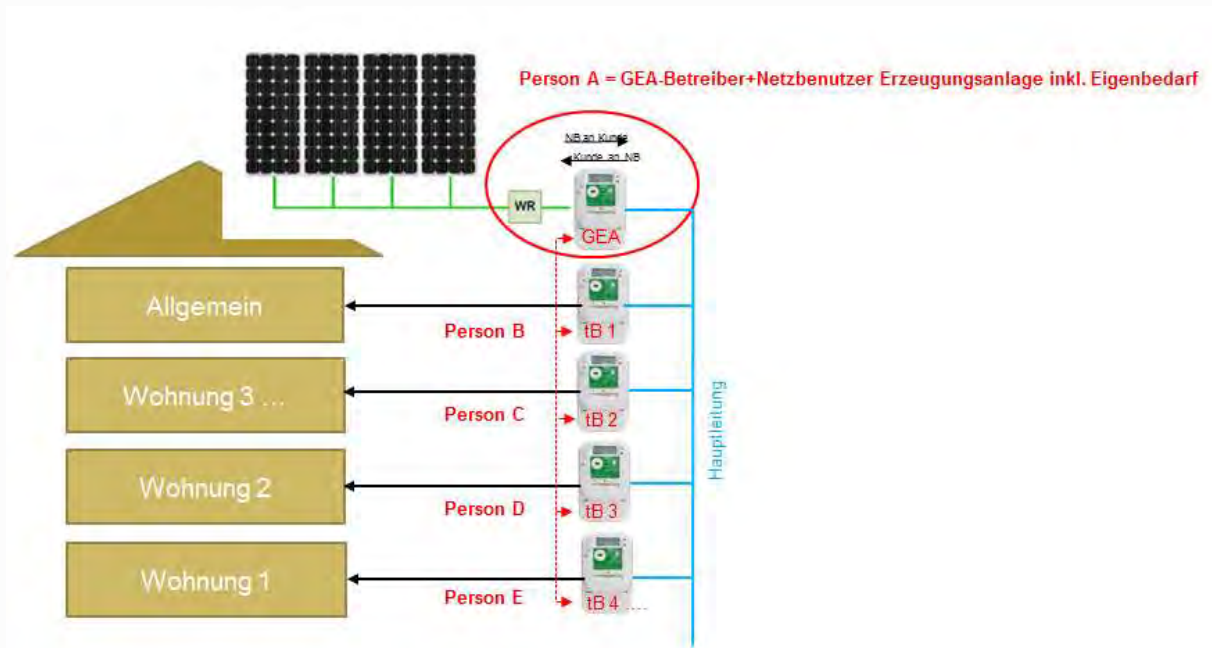 Person A = GEA-Betreiber+Netzbenutzer Erzeugungsanlage inkl. Eigenbedarf
NB an Kunde
Kunde an NB
WR
GEA
Allgemein
Person B
tB 1
Wohnung 3 ...
Person C
tB 2
Hauptleitung
Wohnung 2
Person D
tB 3
Wohnung 1
Person E
tB 4 ....